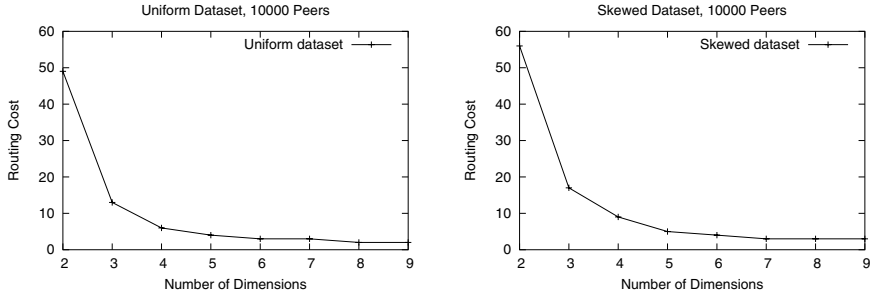 Uniform Dataset, 10000 Peers
60
50
40
30
20
10
0
Routing Cost
Uniform dataset
2 3 4 5 6 7 8 9
Number of Dimensions
Skewed Dataset, 10000 Peers
60
50
40
30
20
10
0
Routing Cost
Skewed dataset
2 3 4 5 6 7 8 9
Number of Dimensions